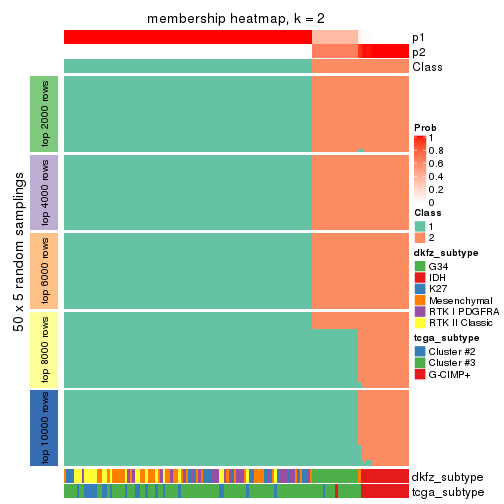 membership heatmap, k = 2
p1
p2
Class
50 x 5 random samplings
top 2000 rows
top 4000 rows
top 6000 rows
top 8000 rows
top 10000 rows
Prob
1
0.8
0.6
0.4
0.2
0
Class
1
2
dkfz_subtype
G34
IDH
K27
Mesenchymal
RTK I PDGFRA
RTK II Classic
tcga_subtype
Cluster #2
Cluster #3
G-CIMP+
dkfz_subtype
tcga_subtype